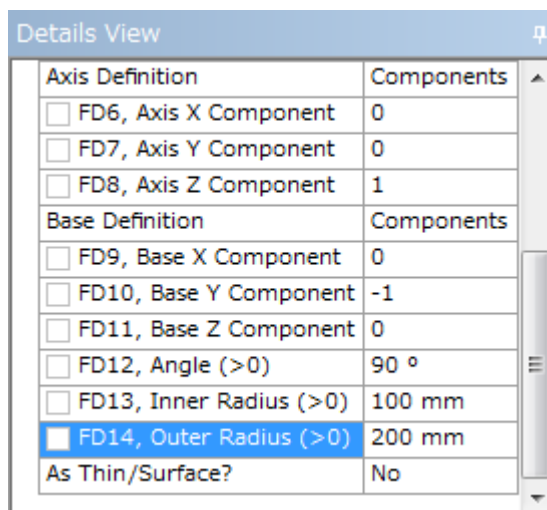 Details View
Axis Definition Components
FD6, Axis X Component 0
FD7, Axis Y Component 0
FD8, Axis Z Component 1
Base Definition Components
FD9, Base X Component 0
FD10, Base Y Component -1
FD11, Base Z Component 0
FD12, Angle (>0) 90 º
FD13, Inner Radius (>0) 100 mm
FD14, Outer Radius (>0) 200 mm
As Thin/Surface? No